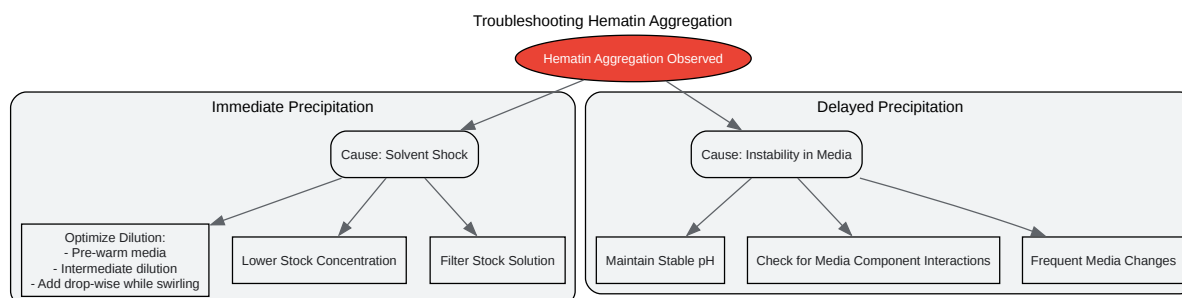 Troubleshooting Hematin Aggregation
Hematin Aggregation Observed
Immediate Precipitation
Cause: Solvent Shock
Optimize Dilution:
- Pre-warm media
- Intermediate dilution
- Add drop-wise while swirling
Lower Stock Concentration
Filter Stock Solution
Delayed Precipitation
Cause: Instability in Media
Maintain Stable pH
Check for Media Component Interactions
Frequent Media Changes